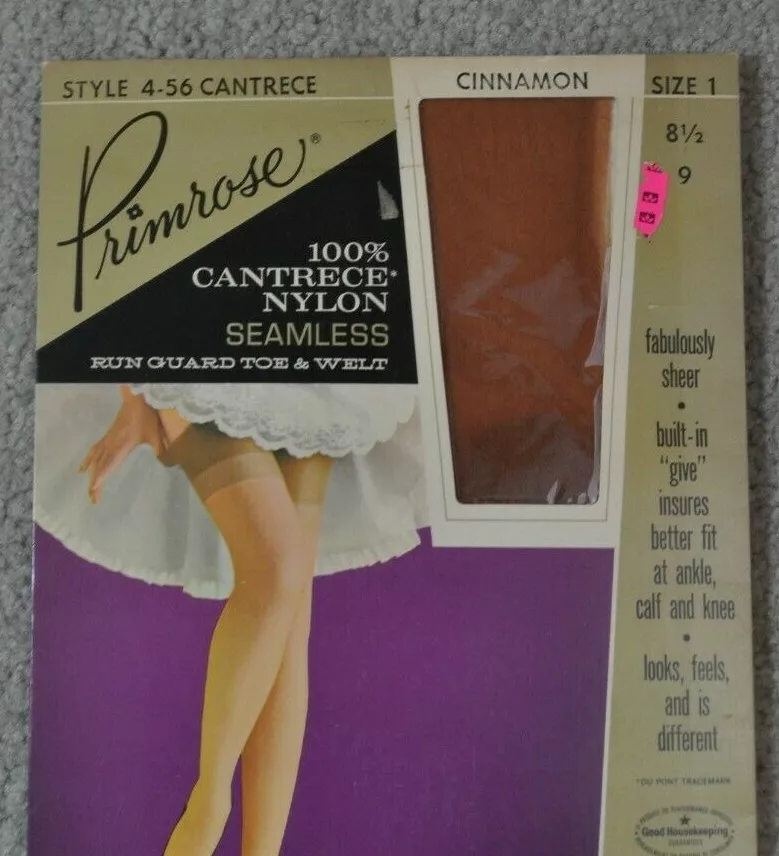 STYLE 4-56 CANTRECE
CINNAMON
SIZE 1
8½
9
Primrose®
100%
CANTRECE*
NYLON
SEAMLESS
RUN GUARD TOE & WELT
fabulously
sheer
•
built-in
“give”
insures
better fit
at ankle,
calf and knee
•
looks, feels,
and is
different
*DU PONT TRADEMARK
Good Housekeeping
GUARANTEES